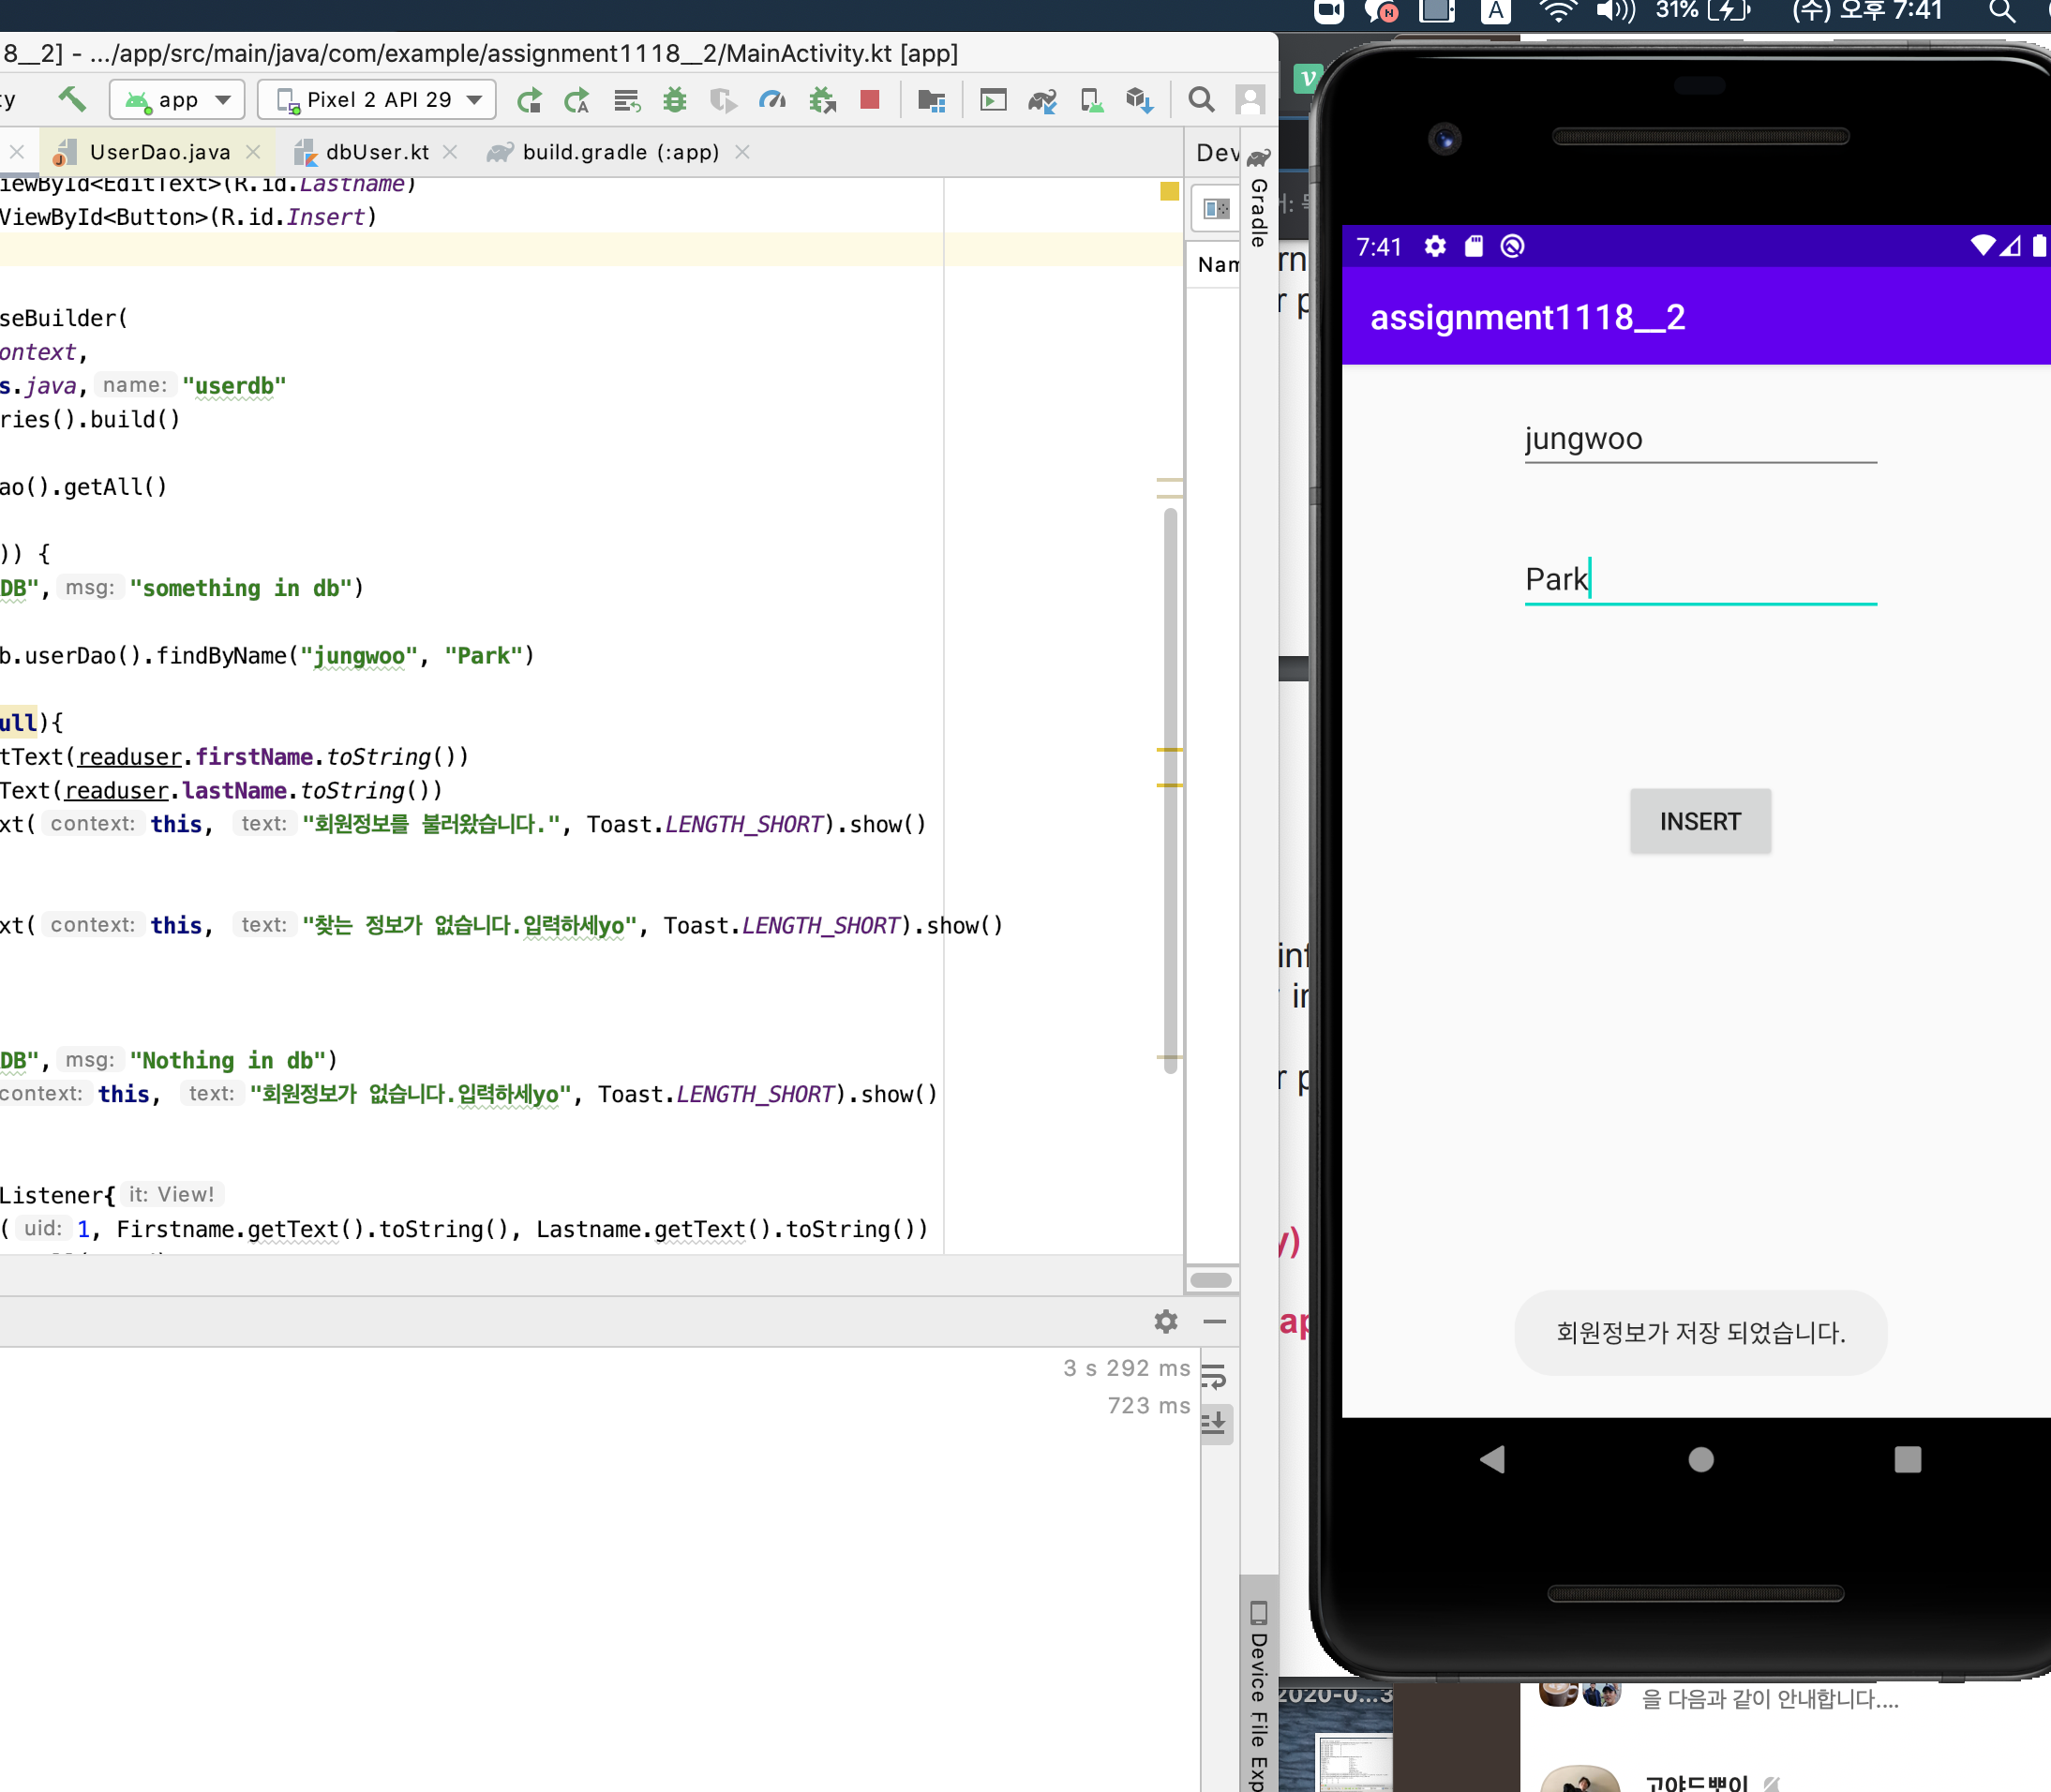 31%
A
(수) 오후 7:41
8__2] - .../app/src/main/java/com/example/assignment1118__2/MainActivity.kt [app]
app
Pixel 2 API 29
UserDao.java
dbUser.kt
build.gradle (:app)
iewById<EditText>(R.id.Lastname)
ViewById<Button>(R.id.Insert)
seBuilder(
ontext,
s.java, name: "userdb"
ries().build()
ao().getAll()
)) {
DB", msg: "something in db")
b.userDao().findByName("jungwoo", "Park")
ull){
tText(readuser.firstName.toString())
Text(readuser.lastName.toString())
xt( context: this, text: "회원정보를 불러왔습니다.", Toast.LENGTH_SHORT).show()
xt( context: this, text: "찾는 정보가 없습니다.입력하세yo", Toast.LENGTH_SHORT).show()
DB", msg: "Nothing in db")
context: this, text: "회원정보가 없습니다.입력하세yo", Toast.LENGTH_SHORT).show()
Listener{ it: View!
( uid: 1, Firstname.getText().toString(), Lastname.getText().toString())
3 s 292 ms
723 ms
Dev
Nam
Gradle
Device File Exp
rn
r p
inf
in
r p
y)
ap
7:41
assignment1118__2
jungwoo
Park
INSERT
회원정보가 저장 되었습니다.
2020-0...3
을 다음과 같이 안내합니다....
고야드뽀이